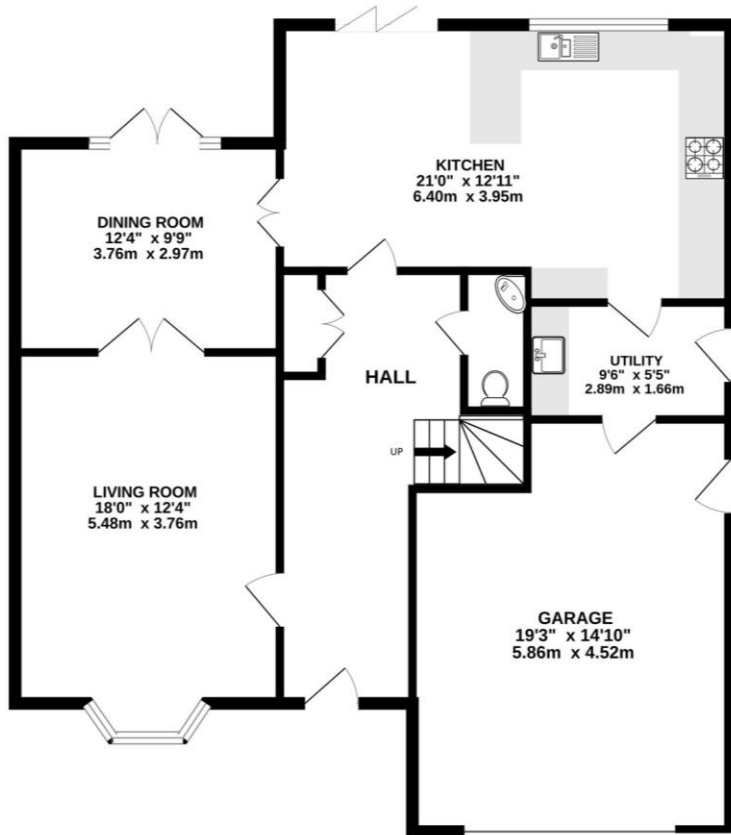 KITCHEN
21'0" x 12'11"
6.40m x 3.95m
DINING ROOM
12'4" x 9'9"
3.76m x 2.97m
UTILITY
9'6" x 5'5"
2.89m x 1.66m
HALL
UP
LIVING ROOM
18'0" x 12'4"
5.48m x 3.76m
GARAGE
19'3" x 14'10"
5.86m x 4.52m